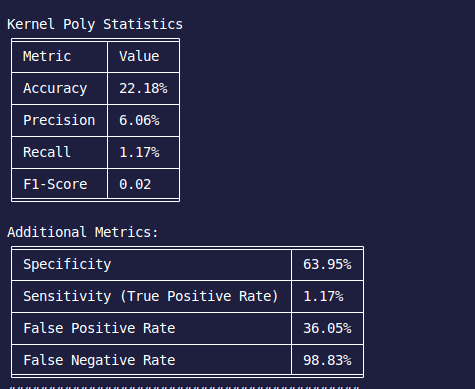 Kernel Poly Statistics
Metric Value
Accuracy 22.18%
Precision 6.06%
Recall 1.17%
F1-Score 0.02
Additional Metrics:
Specificity 63.95%
Sensitivity (True Positive Rate) 1.17%
False Positive Rate 36.05%
False Negative Rate 98.83%